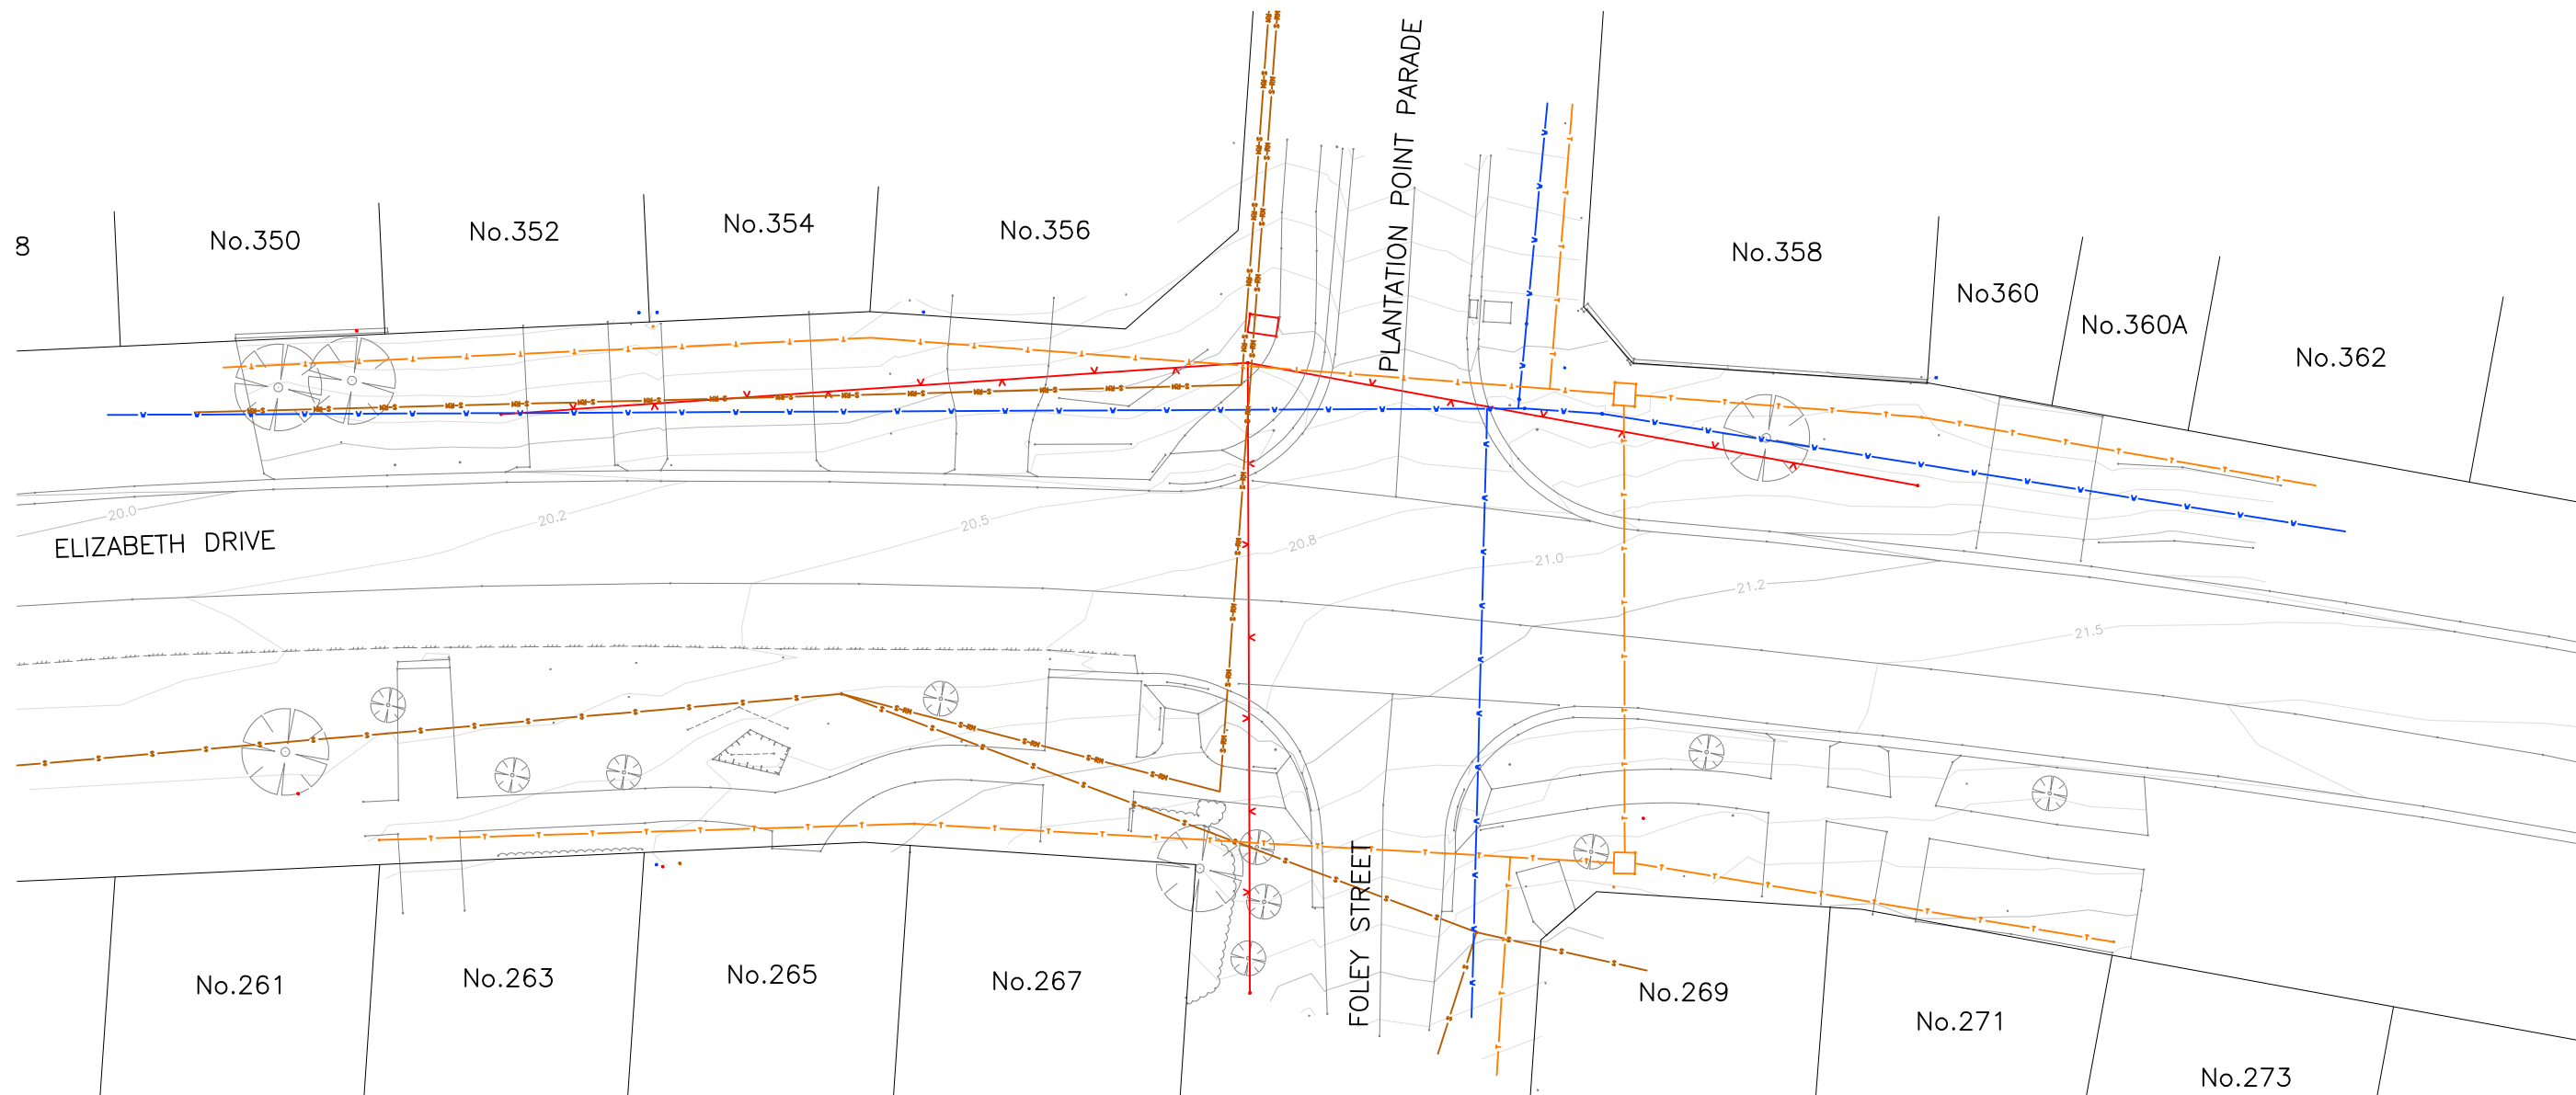 PLANTATION POINT PARADE
8
No.350
No.352
No.354
No.356
No.358
No360
No.360A
No.362
ELIZABETH DRIVE
20.0
20.2
20.5
20.8
21.0
21.2
21.5
FOLEY STREET
No.261
No.263
No.265
No.267
No.269
No.271
No.273